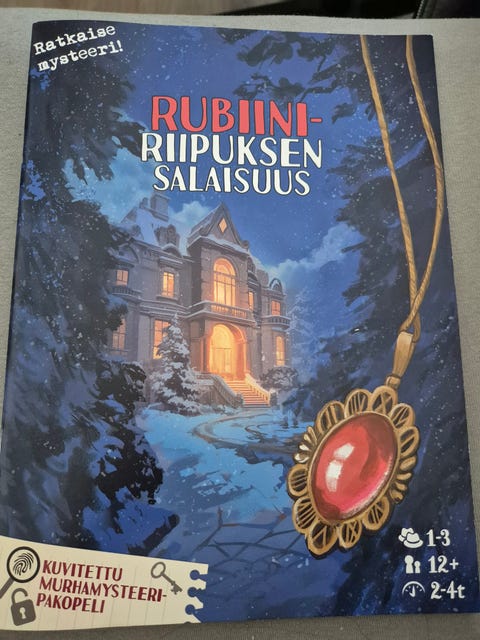 Ratkaise
mysteeri!
RUBIINI-
RIIPUKSEN
SALAISUUS
KUVITETTU
MURHAMYSTEERI-
PAKOPELI
1-3
12+
2-4t